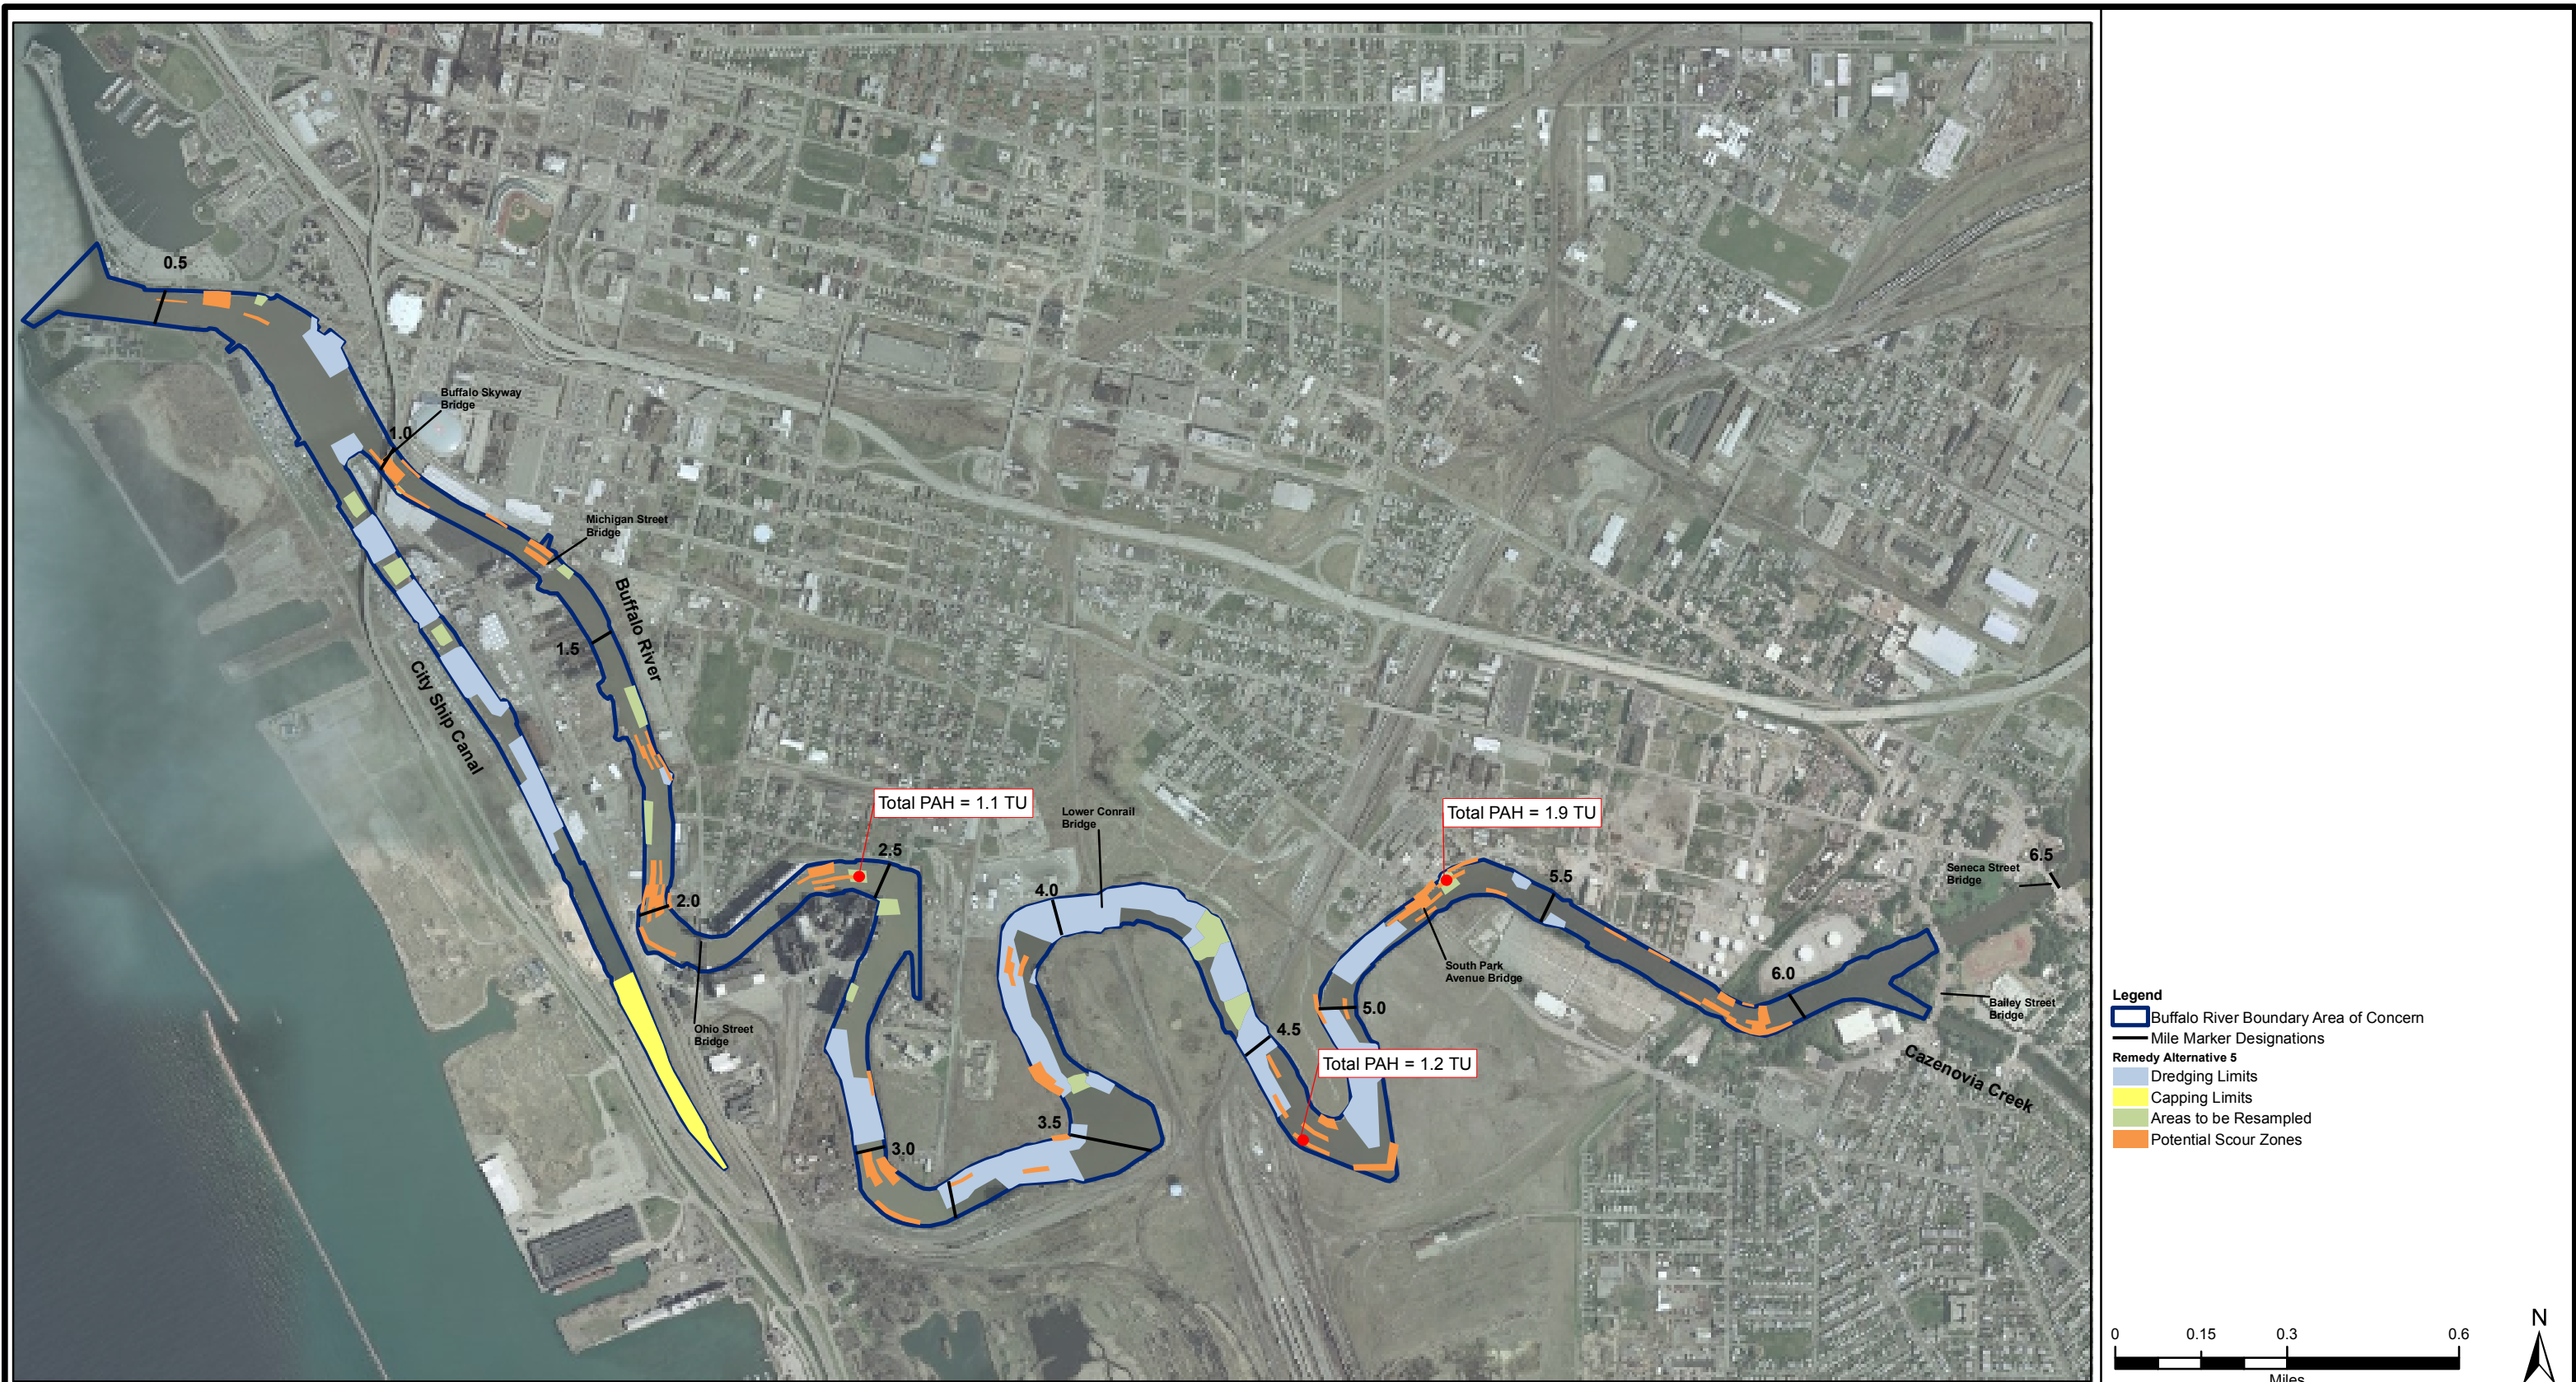 0.5
Buffalo Skyway
Bridge
1.0
Michigan Street
Bridge
Buffalo River
1.5
City Ship Canal
Total PAH = 1.1 TU
Lower Conrail
Bridge
Total PAH = 1.9 TU
2.5
4.0
5.5
Seneca Street
Bridge
6.5
2.0
South Park
Avenue Bridge
6.0
Bailey Street
Bridge
Ohio Street
Bridge
5.0
4.5
Total PAH = 1.2 TU
Cazenovia Creek
3.5
3.0
Legend
Buffalo River Boundary Area of Concern
Mile Marker Designations
Remedy Alternative 5
Dredging Limits
Capping Limits
Areas to be Resampled
Potential Scour Zones
N
0 0.15 0.3 0.6
Miles